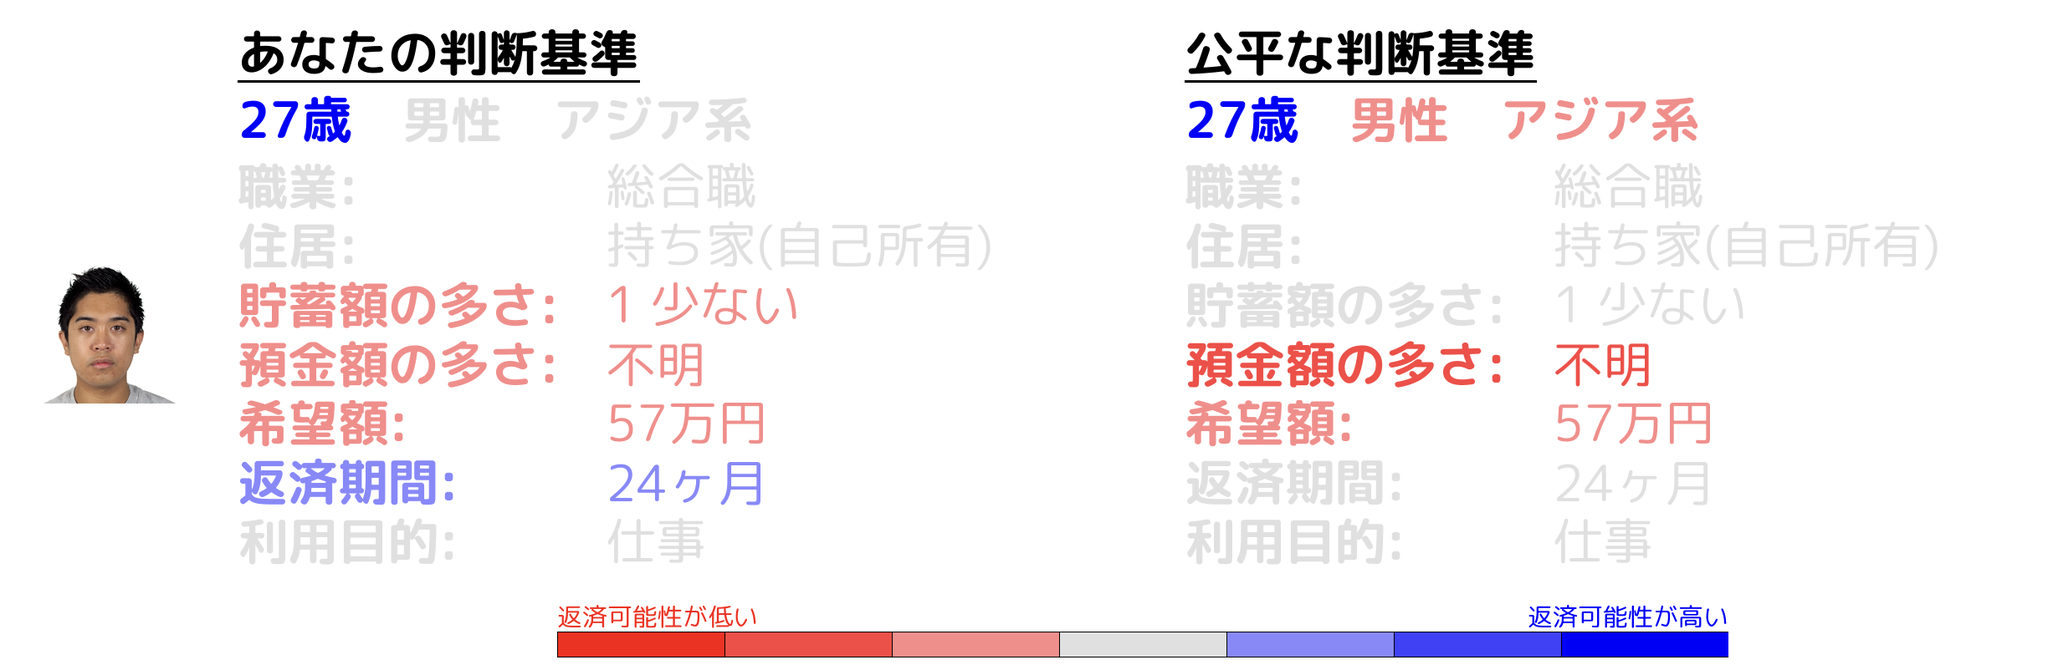 あなたの判断基準
27歳 男性 アジア系
職業: 総合職
住居: 持ち家(自己所有)
貯蓄額の多さ: 1 少ない
預金額の多さ: 不明
希望額: 57万円
返済期間: 24ヶ月
利用目的: 仕事
公平な判断基準
27歳 男性 アジア系
職業: 総合職
住居: 持ち家(自己所有)
貯蓄額の多さ: 1 少ない
預金額の多さ: 不明
希望額: 57万円
返済期間: 24ヶ月
利用目的: 仕事
返済可能性が低い
返済可能性が高い